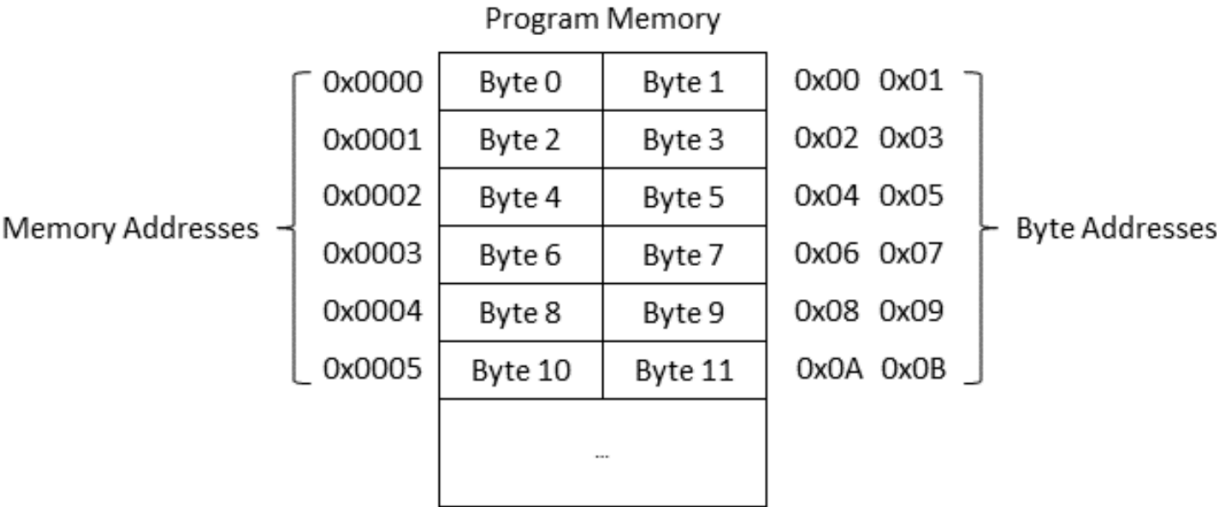 Program Memory
0x0000 Byte 0 Byte 1 0x00 0x01
0x0001 Byte 2 Byte 3 0x02 0x03
0x0002 Byte 4 Byte 5 0x04 0x05
Memory Addresses
Byte Addresses
0x0003 Byte 6 Byte 7 0x06 0x07
0x0004 Byte 8 Byte 9 0x08 0x09
0x0005 Byte 10 Byte 11 0x0A 0x0B
...